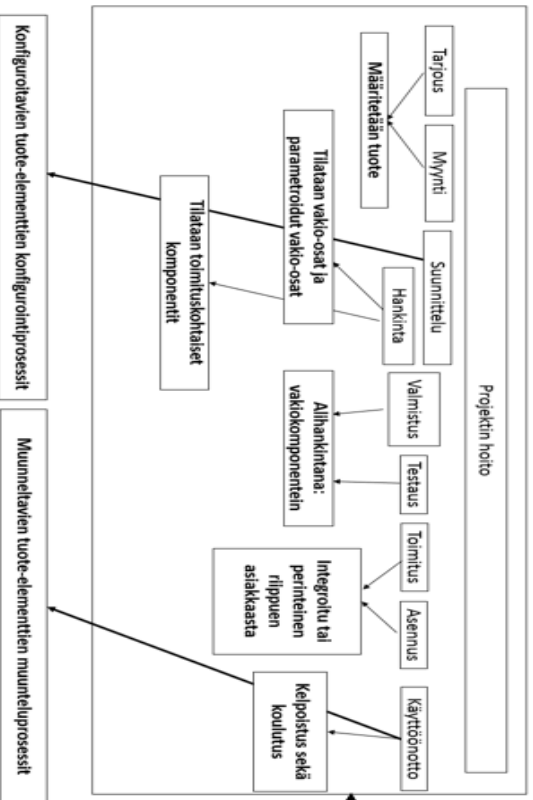 Projektin hoito
Tarjous
Myynti
Suunnittelu
Hankinta
Valmistus
Testaus
Toimitus
Asennus
Käyttöönotto
Määritetään tuote
Tilataan vakio-osat ja
parametroidut vakio-osat
Tilataan toimituskohtaiset
komponentit
Alihankintana:
vakiokomponentein
Integroitu tai
perinteinen
riippuen
asiakkaasta
Kelpoistus sekä
koulutus
Konfiguroitavien tuote-elementtien konfigurointiprosessit
Muunneltavien tuote-elementtien muunteluprosessit